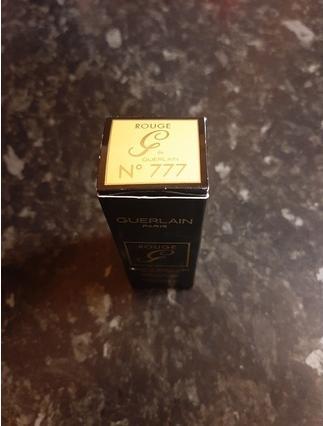 ROUGE
G
de
GUERLAIN
N° 777
GUERLAIN
PARIS
ROUGE
G